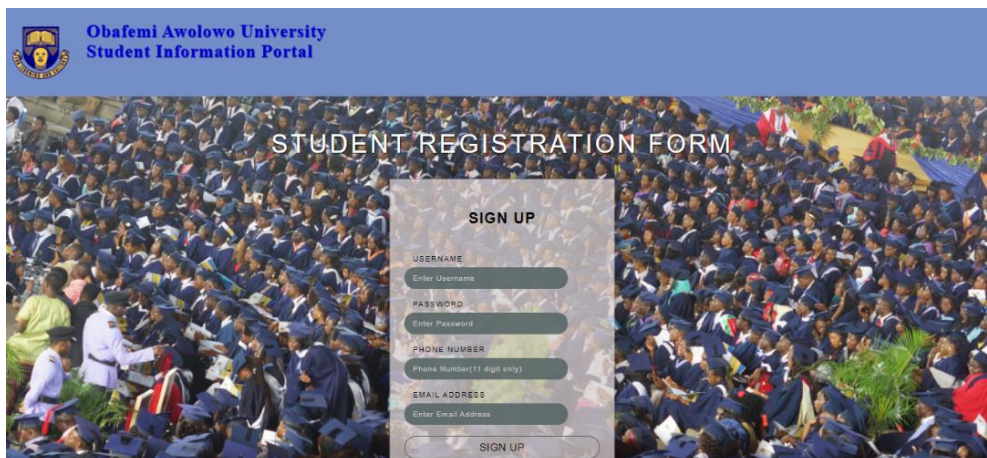 Obafemi Awolowo University
Student Information Portal
STUDENT REGISTRATION FORM
SIGN UP
USERNAME
Enter Username
PASSWORD
Enter Password
PHONE NUMBER
Phone Number(11 digit only)
EMAIL ADDRESS
Enter Email Address
SIGN UP